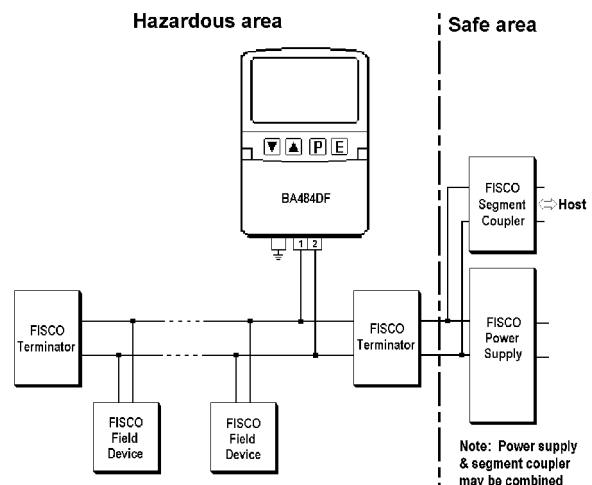 Hazardous area
Safe area
P E
BA484DF
1 2
FISCO
Segment
Coupler
Host
FISCO
Terminator
FISCO
Terminator
FISCO
Power
Supply
FISCO
Field
Device
FISCO
Field
Device
Note: Power supply
& segment coupler
may be combined